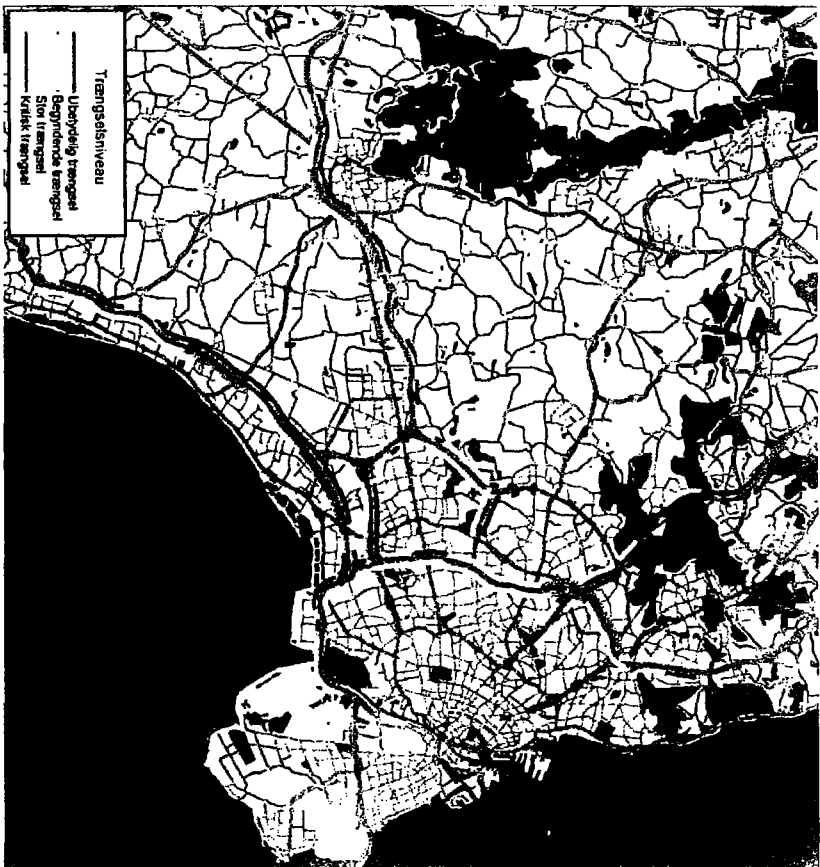 Trængselsniveau
Ubetydelig trængsel
Begyndende trængsel
Stor trængsel
Kritisk trængsel